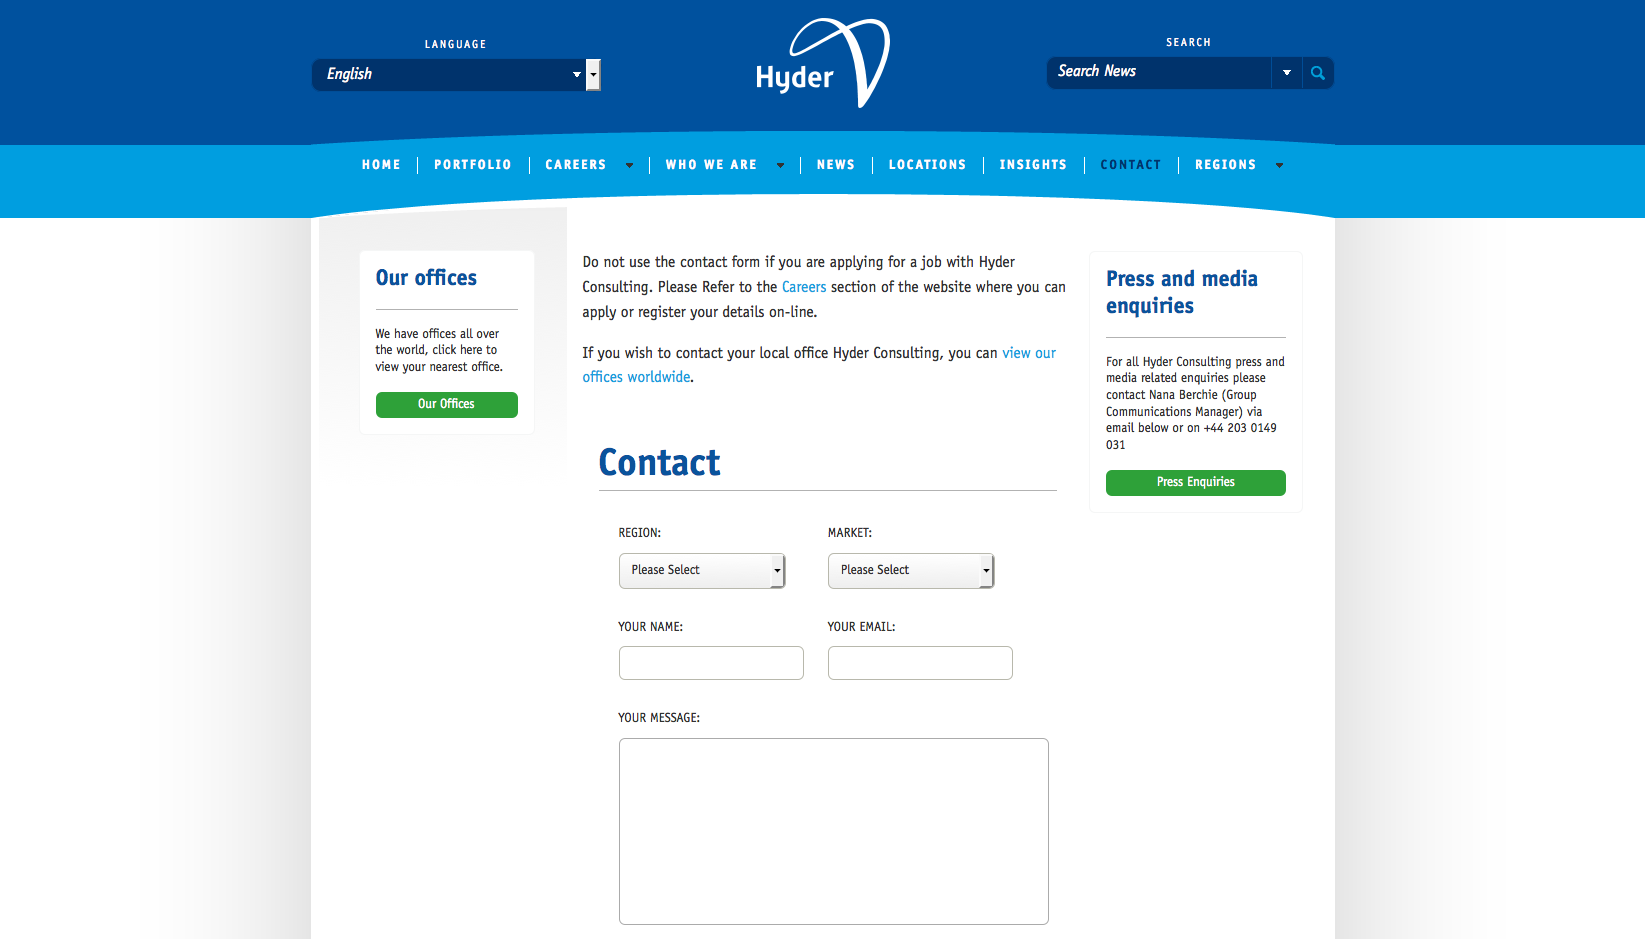 LANGUAGE
English
Hyder
SEARCH
Search News
HOME
PORTFOLIO
CAREERS
WHO WE ARE
NEWS
LOCATIONS
INSIGHTS
CONTACT
REGIONS
Our offices
We have offices all over
the world, click here to
view your nearest office.
Our Offices
Do not use the contact form if you are applying for a job with Hyder
Consulting. Please Refer to the Careers section of the website where you can
apply or register your details on-line.
If you wish to contact your local office Hyder Consulting, you can view our
offices worldwide.
Contact
REGION:
MARKET:
Please Select
Please Select
YOUR NAME:
YOUR EMAIL:
YOUR MESSAGE:
Press and media
enquiries
For all Hyder Consulting press and
media related enquiries please
contact Nana Berchie (Group
Communications Manager) via
email below or on +44 203 0149
031
Press Enquiries